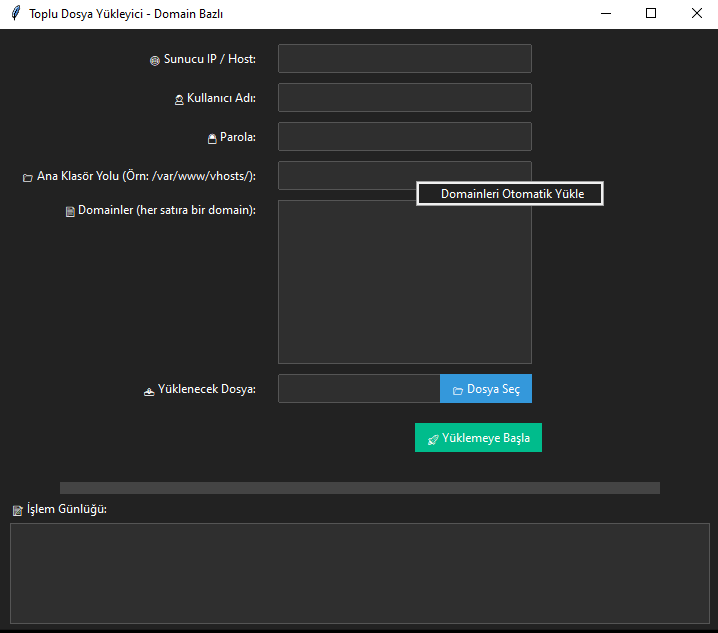 Toplu Dosya Yükleyici - Domain Bazlı
Sunucu IP / Host:
Kullanıcı Adı:
Parola:
Ana Klasör Yolu (Örn: /var/www/vhosts/):
Domainleri Otomatik Yükle
Domainler (her satıra bir domain):
Yüklenecek Dosya:
Dosya Seç
Yüklemeye Başla
İşlem Günlüğü: